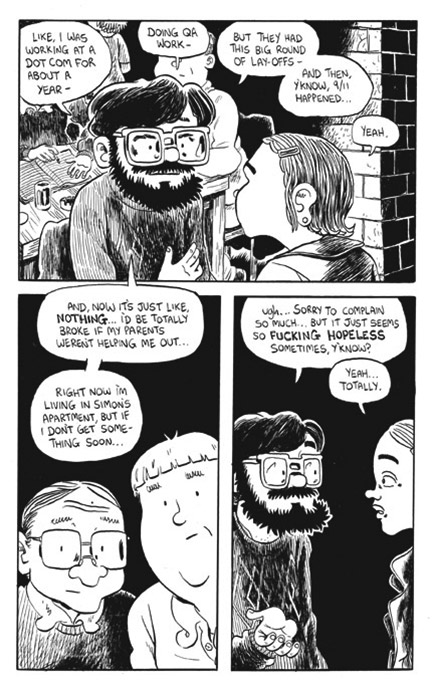 LIKE, I WAS
WORKING AT A
DOT COM FOR
ABOUT A
YEAR-
DOING QA
WORK-
BUT THEY HAD
THIS BIG ROUND
OF LAY-OFFS-
AND THEN,
Y'KNOW, 9/11
HAPPENED...
YEAH.
AND, NOW IT'S JUST LIKE,
NOTHING... I'D BE TOTALLY
BROKE IF MY PARENTS
WEREN'T HELPING ME OUT...
RIGHT NOW I'M
LIVING IN SIMON'S
APARTMENT, BUT IF
I DON'T GET SOME-
THING SOON...
UGH... SORRY TO COMPLAIN
SO MUCH... BUT IT JUST SEEMS
SO FUCKING HOPELESS
SOMETIMES, Y'KNOW?
YEAH...
TOTALLY.